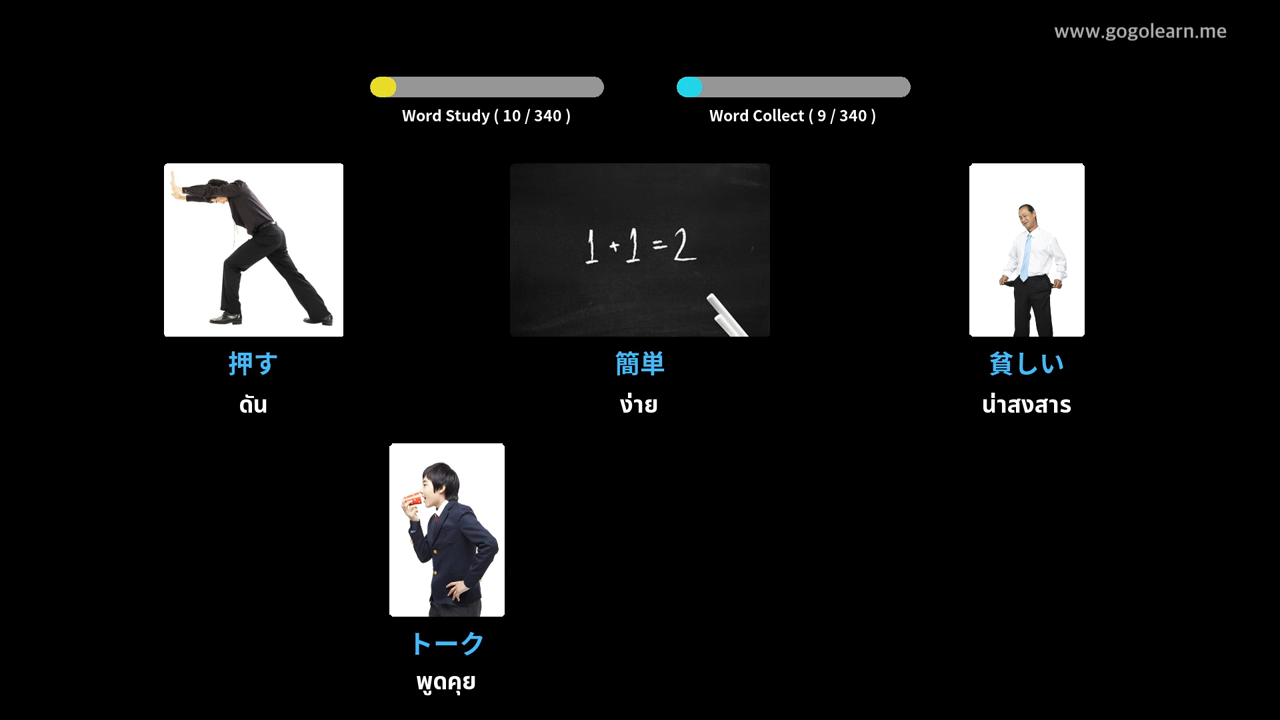 www.gogolearn.me
Word Study ( 10 / 340 )
Word Collect ( 9 / 340 )
1+1=2
押す
簡単
貧しい
ดัน
ง่าย
น่าสงสาร
トーク
พูดคุย